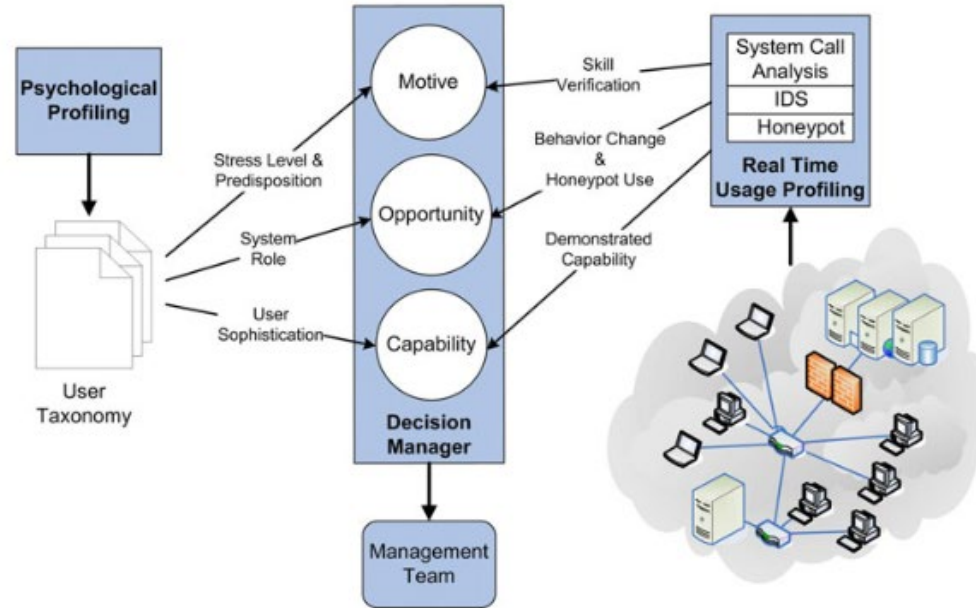 Psychological
Profiling
User
Taxonomy
Stress Level &
Predisposition
System
Role
User
Sophistication
Motive
Opportunity
Capability
Decision
Manager
Management
Team
Skill
Verification
Behavior Change
&
Honeypot Use
Demonstrated
Capability
System Call
Analysis
IDS
Honeypot
Real Time
Usage Profiling